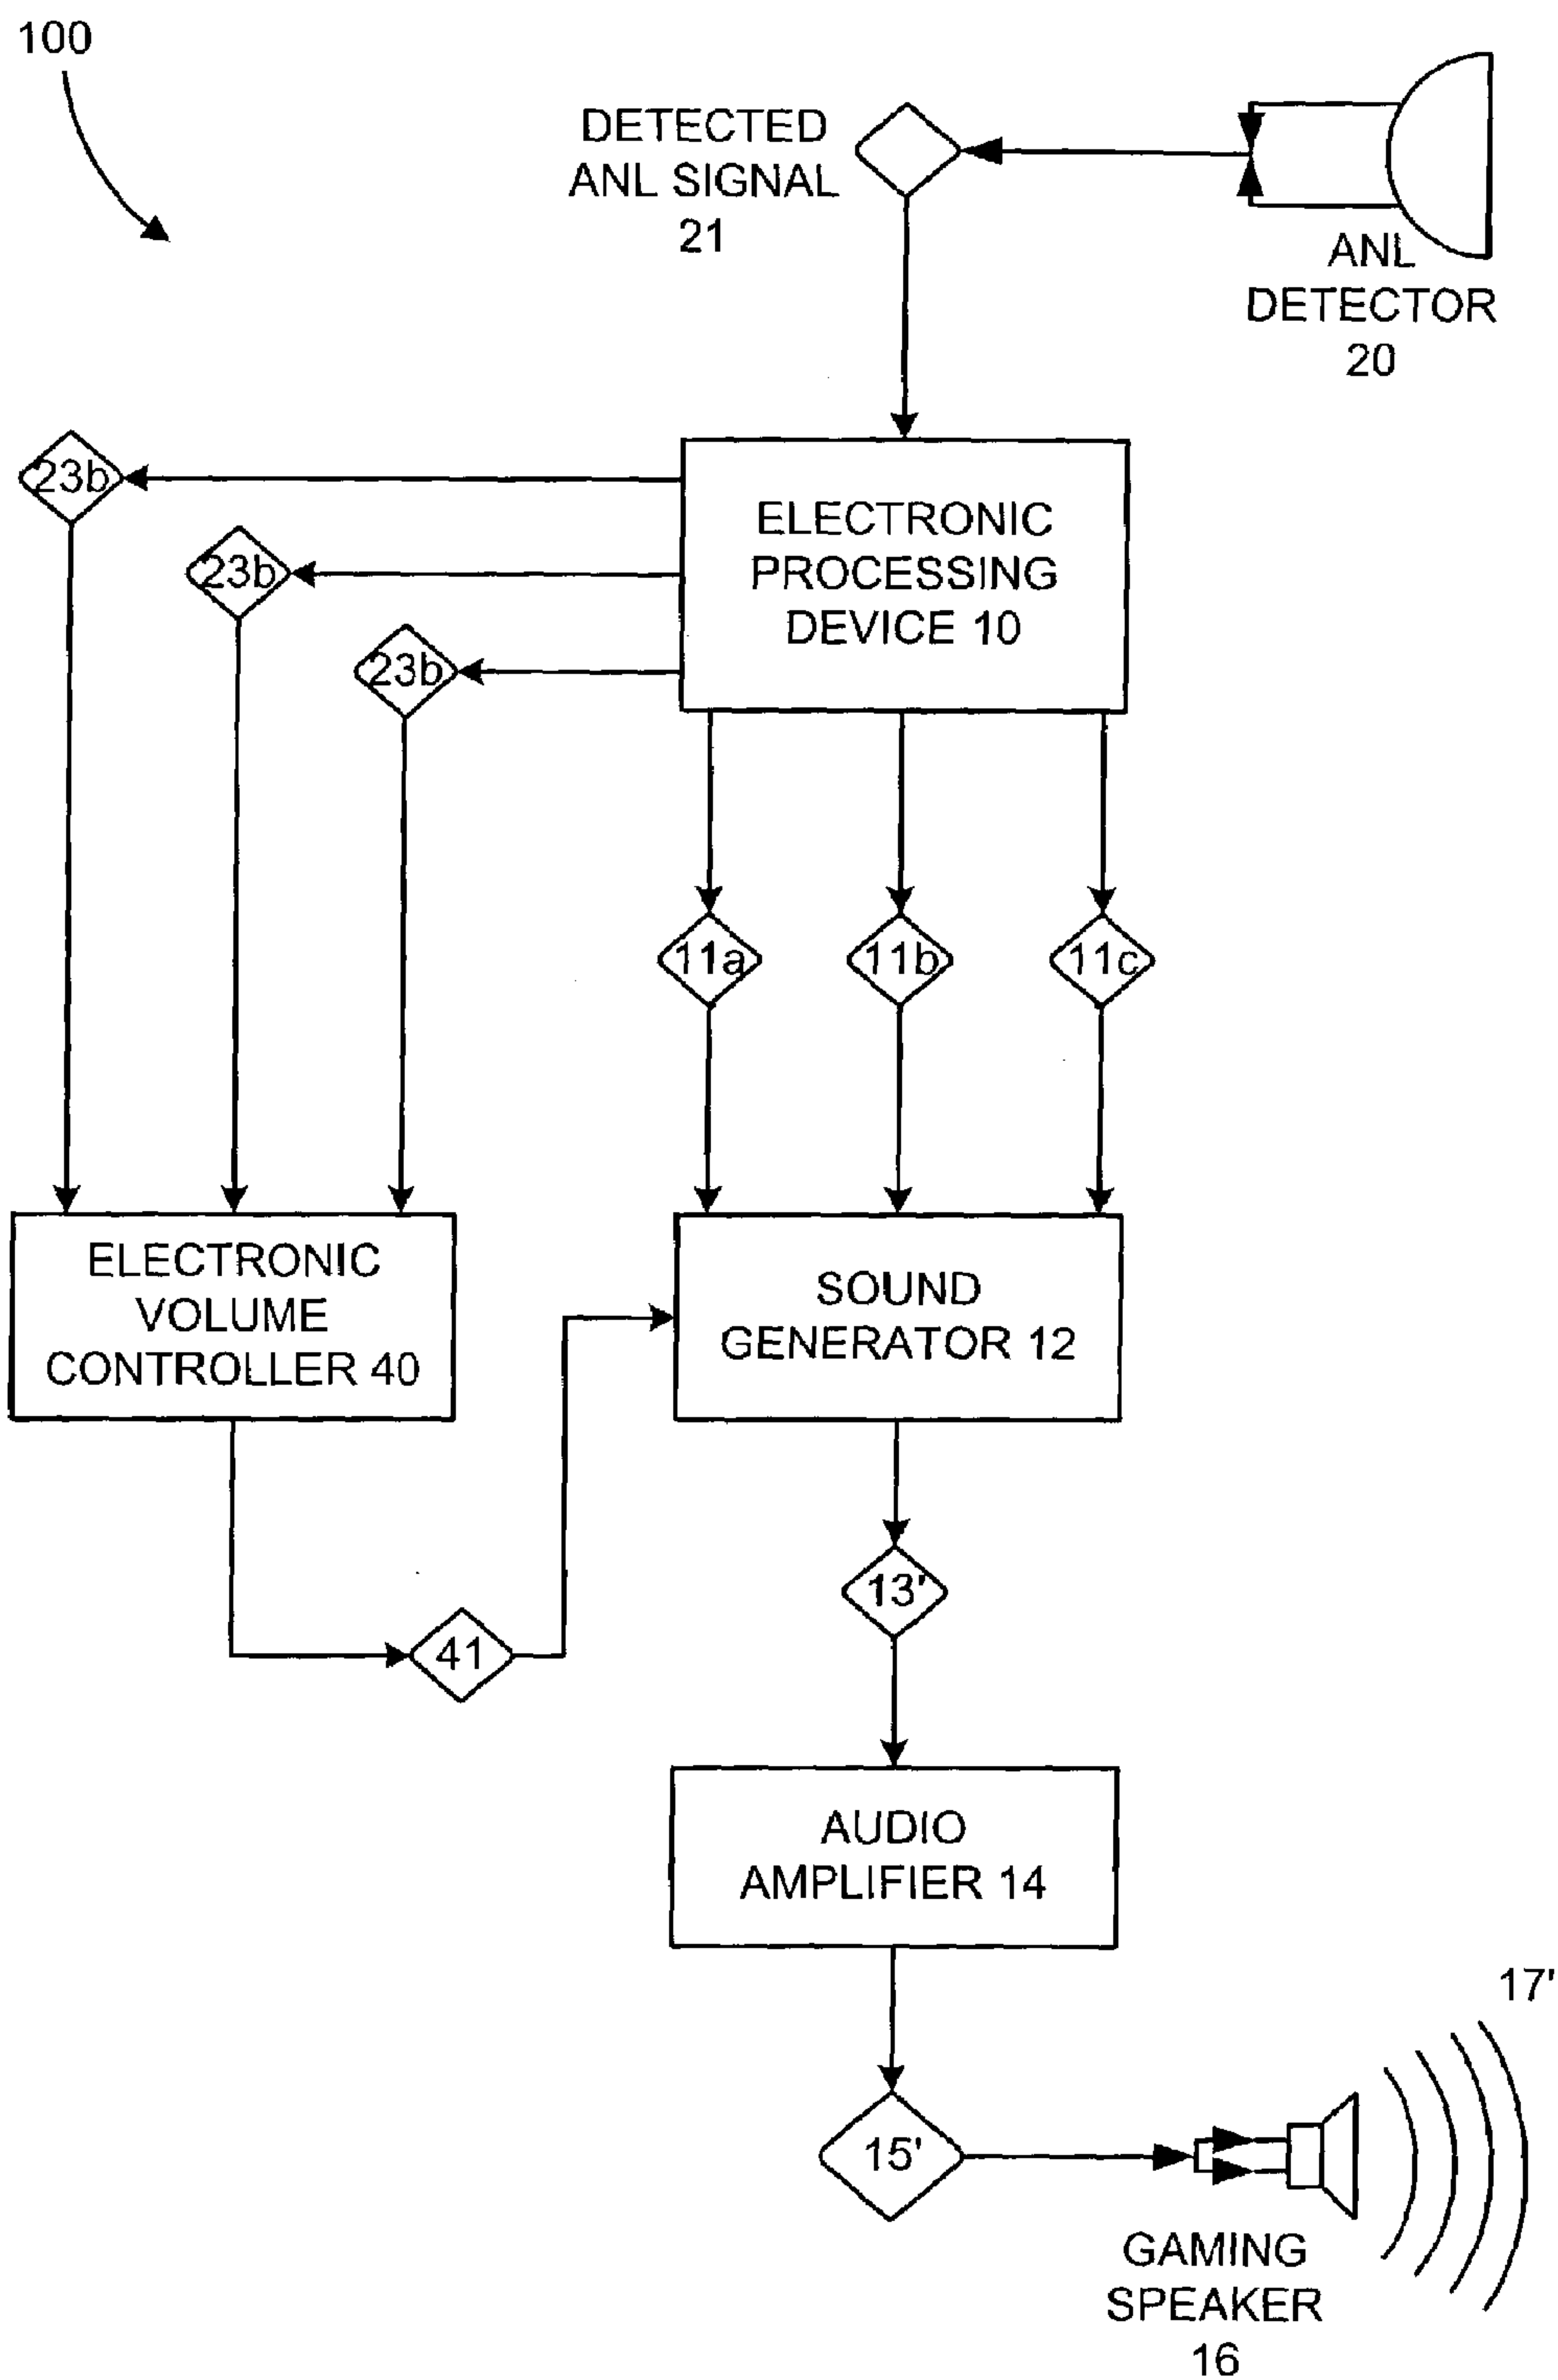 100
DETECTED
ANL SIGNAL
21
ANL
DETECTOR
20
23b
23b
23b
ELECTRONIC
PROCESSING
DEVICE 10
11a
11b
11c
ELECTRONIC
VOLUME
CONTROLLER 40
SOUND
GENERATOR 12
13'
41
AUDIO
AMPLIFIER 14
17'
15'
GAMING
SPEAKER
16